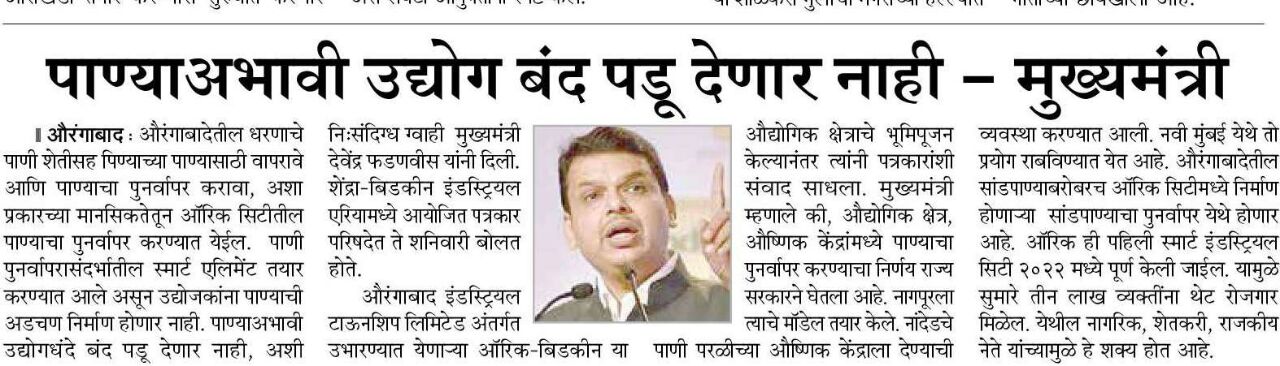 पाण्याअभावी उद्योग बंद पडू देणार नाही – मुख्यमंत्री
औरंगाबाद : औरंगाबादेतील धरणाचे
पाणी शेतीसह पिण्याच्या पाण्यासाठी वापरावे
आणि पाण्याचा पुनर्वापर करावा, अशा
प्रकारच्या मानसिकतेतून ऑरिक सिटीतील
पाण्याचा पुनर्वापर करण्यात येईल. पाणी
पुनर्वापरासंदर्भातील स्मार्ट एलिमेंट तयार
करण्यात आले असून उद्योजकांना पाण्याची
अडचण निर्माण होणार नाही. पाण्याअभावी
उद्योगधंदे बंद पडू देणार नाही, अशी
निःसंदिग्ध ग्वाही मुख्यमंत्री
देवेंद्र फडणवीस यांनी दिली.
शेंद्रा-बिडकीन इंडस्ट्रियल
एरियामध्ये आयोजित पत्रकार
परिषदेत ते शनिवारी बोलत
होते.
औरंगाबाद इंडस्ट्रियल
टाऊनशिप लिमिटेड अंतर्गत
उभारण्यात येणाऱ्या ऑरिक-बिडकीन या
औद्योगिक क्षेत्राचे भूमिपूजन
केल्यानंतर त्यांनी पत्रकारांशी
संवाद साधला. मुख्यमंत्री
म्हणाले की, औद्योगिक क्षेत्र,
औष्णिक केंद्रांमध्ये पाण्याचा
पुनर्वापर करण्याचा निर्णय राज्य
सरकारने घेतला आहे. नागपूरला
त्याचे मॉडेल तयार केले. नांदेडचे
पाणी परळीच्या औष्णिक केंद्राला देण्याची
व्यवस्था करण्यात आली. नवी मुंबई येथे तो
प्रयोग राबविण्यात येत आहे. औरंगाबादेतील
सांडपाण्याबरोबरच ऑरिक सिटीमध्ये निर्माण
होणाऱ्या सांडपाण्याचा पुनर्वापर येथे होणार
आहे. ऑरिक ही पहिली स्मार्ट इंडस्ट्रियल
सिटी २०२२ मध्ये पूर्ण केली जाईल. यामुळे
सुमारे तीन लाख व्यक्तींना थेट रोजगार
मिळेल. येथील नागरिक, शेतकरी, राजकीय
नेते यांच्यामुळे हे शक्य होत आहे.